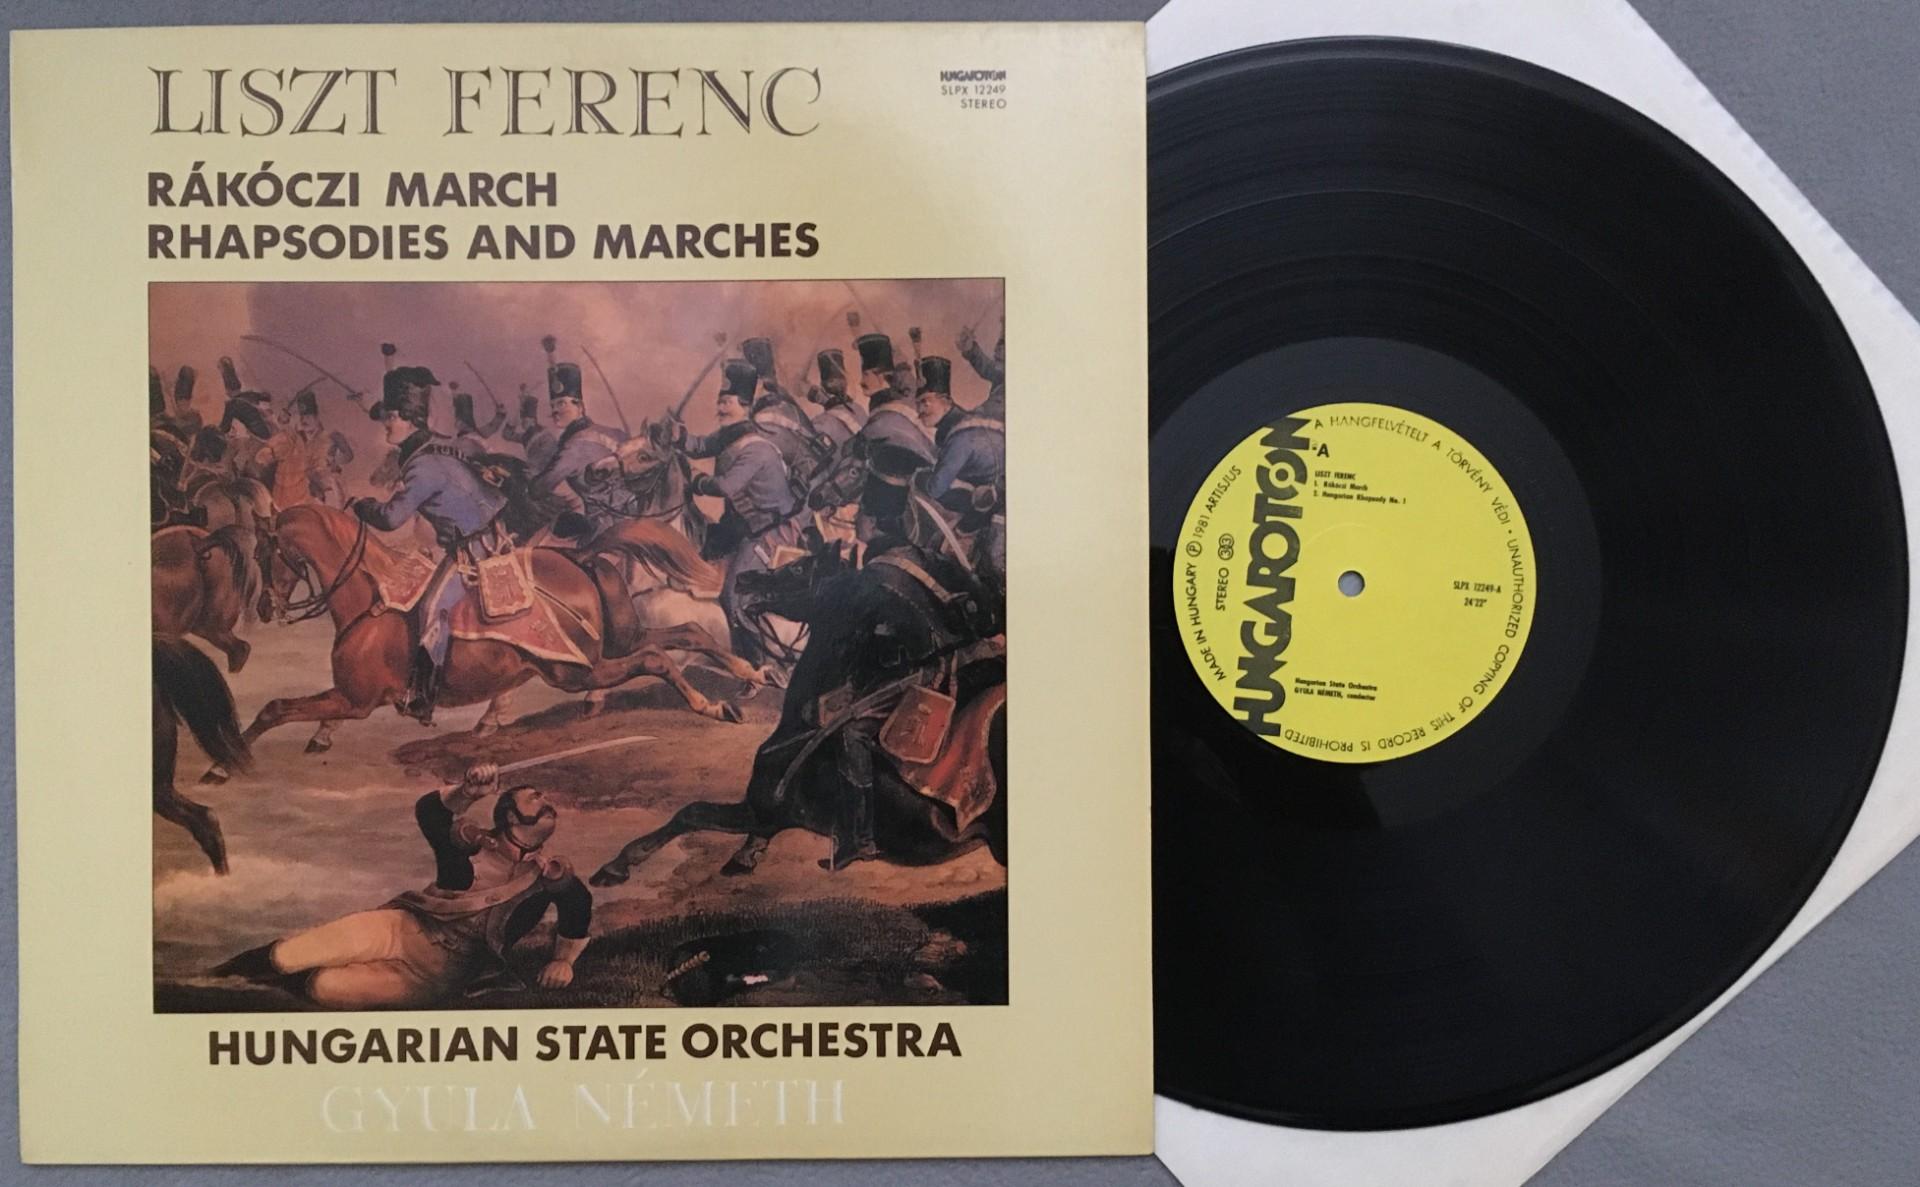 LISZT FERENC
HUNGAROTON
SLPX 12249
STEREO
RÁKÓCZI MARCH
RHAPSODIES AND MARCHES
HUNGARIAN STATE ORCHESTRA
GYULA NÉMETH
MADE IN HUNGARY Ⓟ 1981 ARTISJUS
A HANGFELVÉTELT A TÖRVÉNY VÉDI • UNAUTHORIZED COPYING OF THIS RECORD IS PROHIBITED
STEREO 33
HUNGAROTON
A
LISZT FERENC
1. Rákóczi March
2. Hungarian Rhapsody No. 1
SLPX 12249-A
24'22"
Hungarian State Orchestra
GYULA NÉMETH, conductor